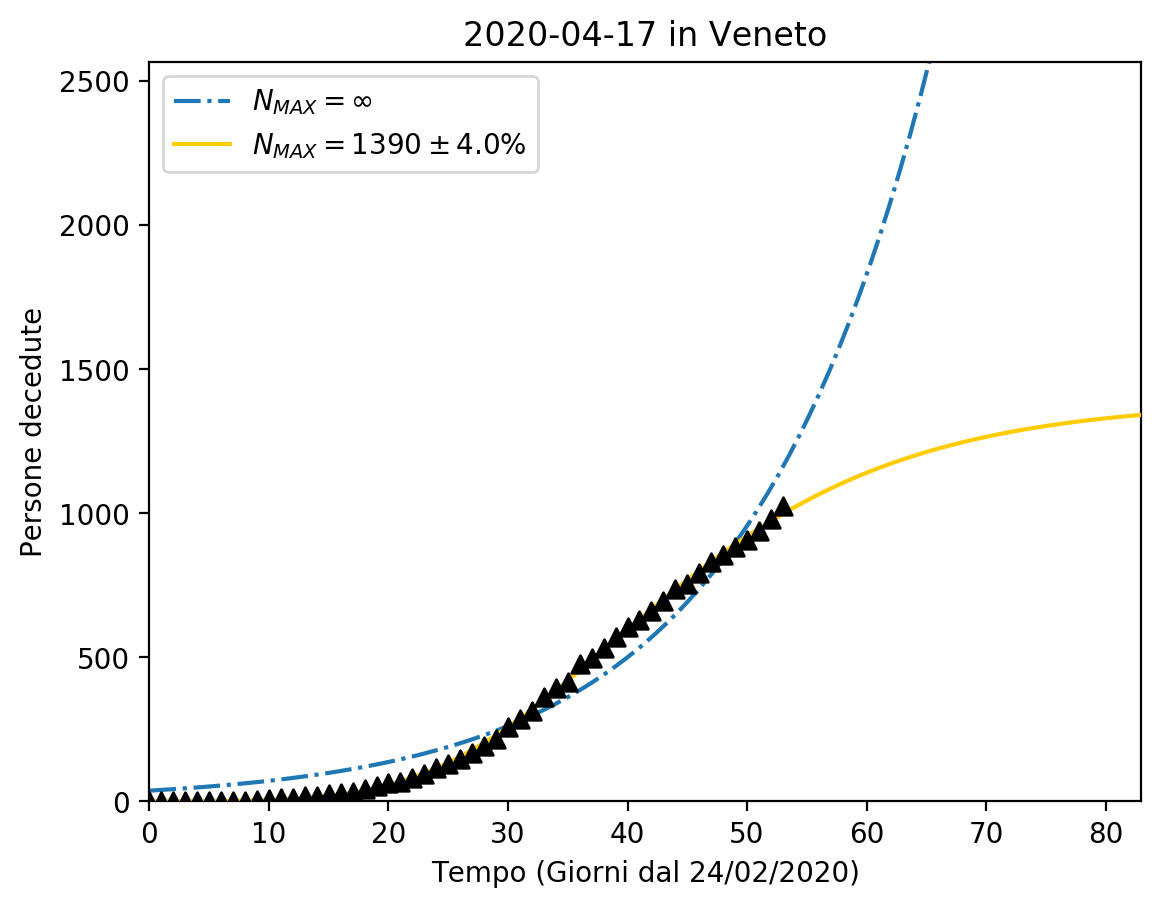 2020-04-17 in Veneto
N_MAX = ∞
N_MAX = 1390 ± 4.0%
Persone decedute
2500
2000
1500
1000
500
0
0 10 20 30 40 50 60 70 80
Tempo (Giorni dal 24/02/2020)